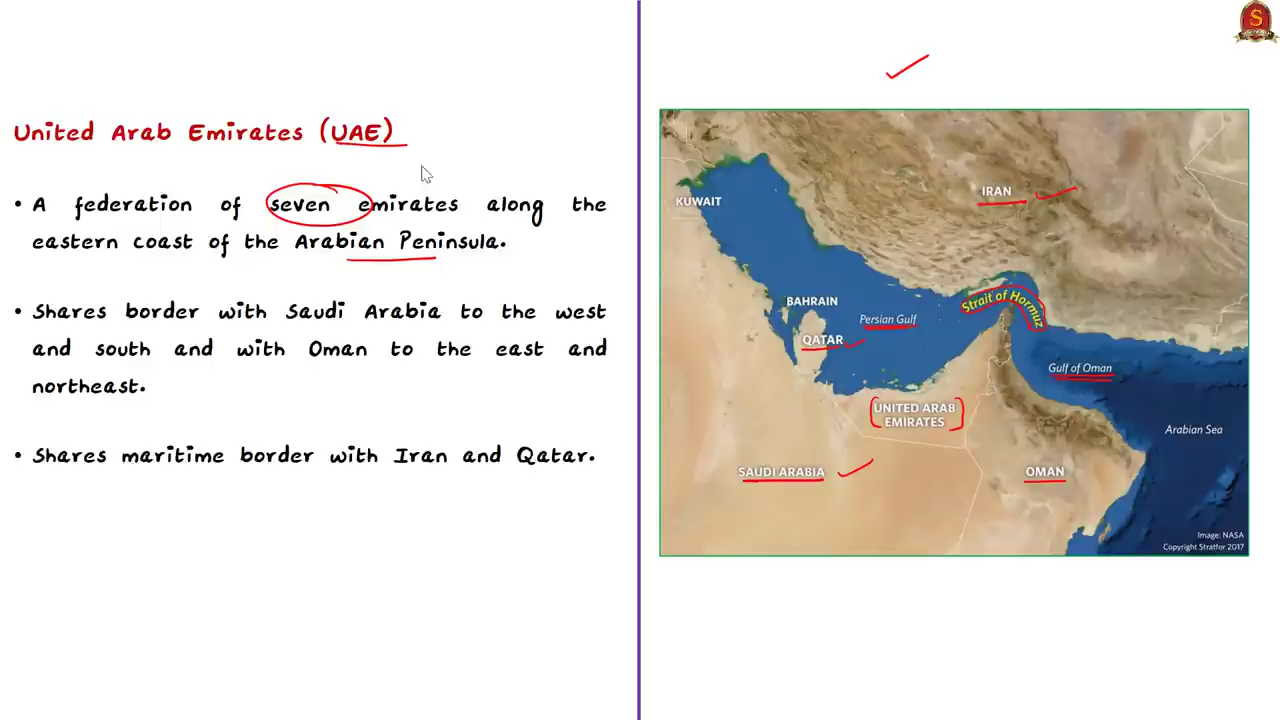 United Arab Emirates (UAE)
• A federation of seven emirates along the
eastern coast of the Arabian Peninsula.
• Shares border with Saudi Arabia to the west
and south and with Oman to the east and
northeast.
• Shares maritime border with Iran and Qatar.
S
IRAN
KUWAIT
Strait of Hormuz
BAHRAIN
Persian Gulf
QATAR
Gulf of Oman
UNITED ARAB
EMIRATES
Arabian Sea
SAUDI ARABIA
OMAN
Image: NASA
Copyright Stratfor 2017